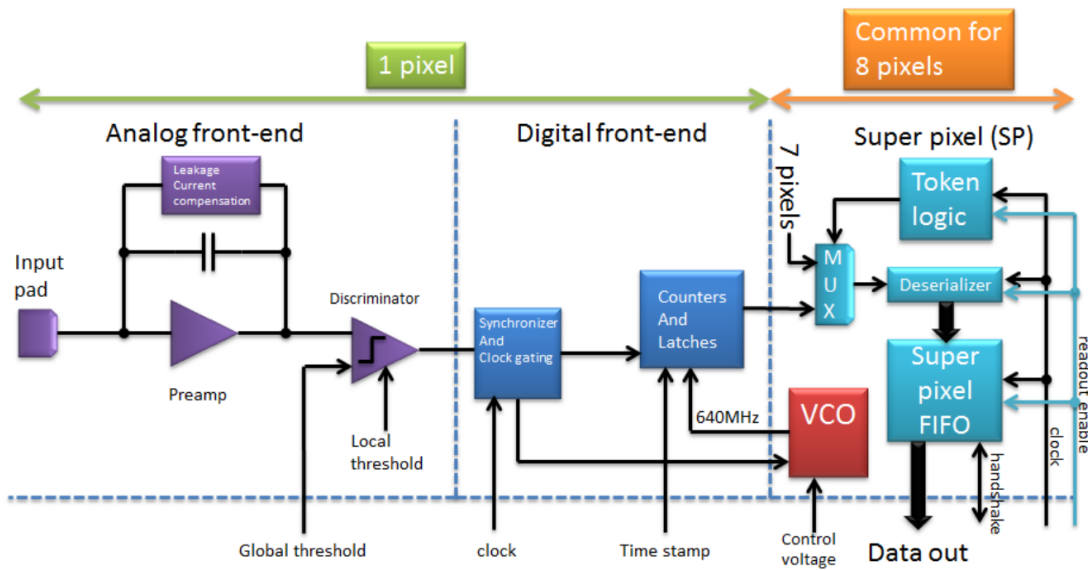 1 pixel
Common for
8 pixels
Analog front-end
Digital front-end
Super pixel (SP)
Leakage
Current
compensation
7 pixels
Token
logic
Input
pad
M
U
X
Deserializer
Discriminator
Counters
And
Latches
Synchronizer
And
Clock gating
Super
pixel
FIFO
readout enable
Preamp
640MHz
VCO
Local
threshold
clock
handshake
Global threshold
clock
Time stamp
Control
voltage
Data out